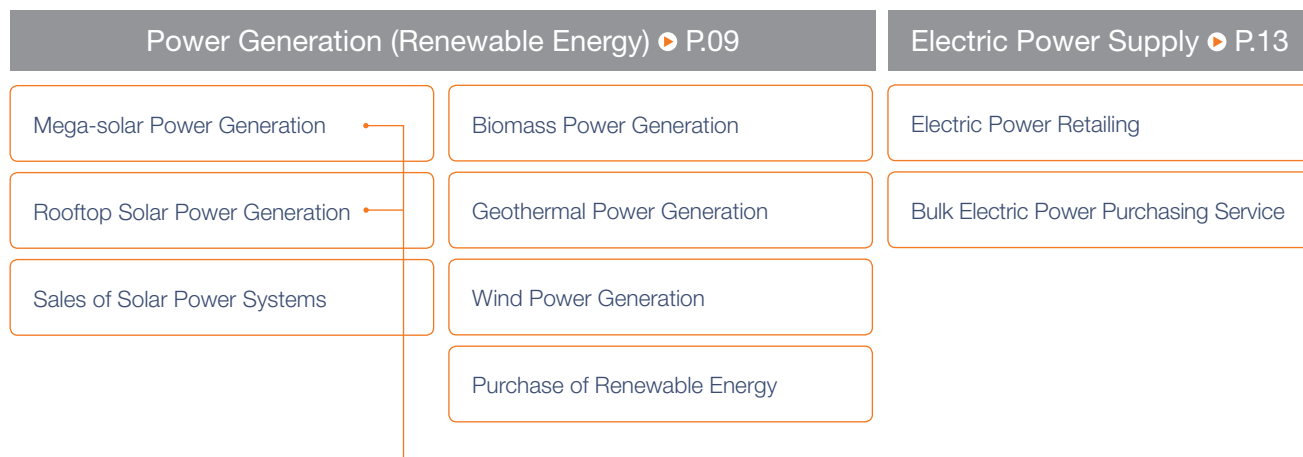 Power Generation (Renewable Energy) P.09
Mega-solar Power Generation
Rooftop Solar Power Generation
Sales of Solar Power Systems
Biomass Power Generation
Geothermal Power Generation
Wind Power Generation
Purchase of Renewable Energy
Electric Power Supply P.13
Electric Power Retailing
Bulk Electric Power Purchasing Service